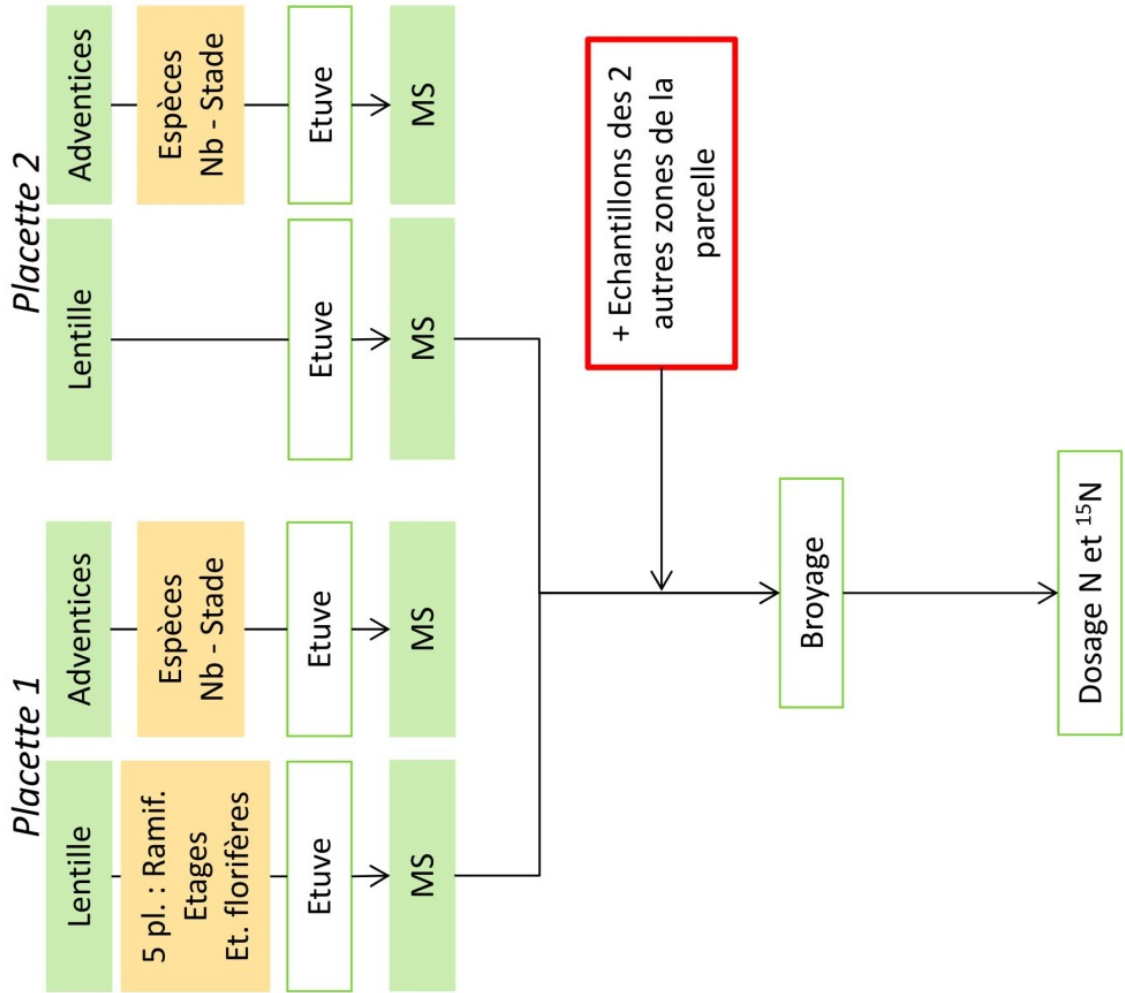 Placette 1
Lentille
5 pl. : Ramif.
Etages
Et. florifères
Etuve
MS
Adventices
Espèces
Nb - Stade
Etuve
MS
Placette 2
Lentille
Etuve
MS
Adventices
Espèces
Nb - Stade
Etuve
MS
+ Echantillons des 2
autres zones de la
parcelle
Broyage
Dosage N et ¹⁵N